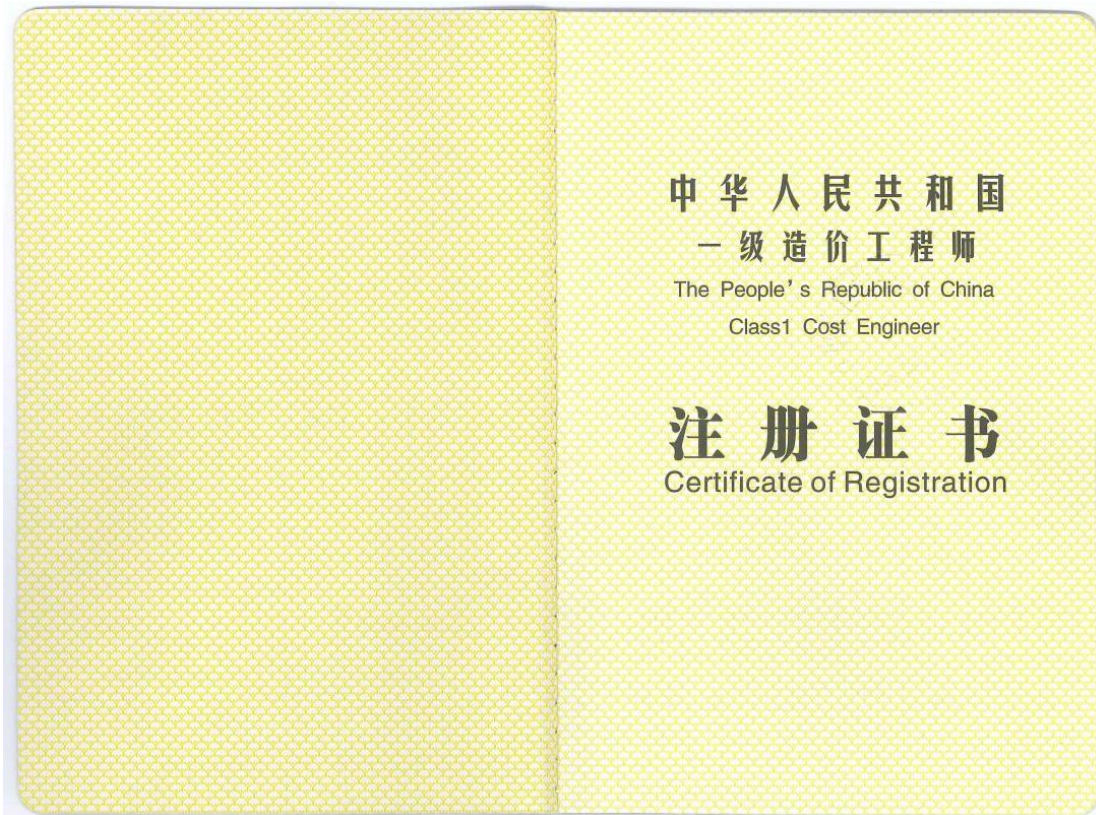 中华人民共和国
一级造价工程师
The People's Republic of China
Class1 Cost Engineer
注册证书
Certificate of Registration